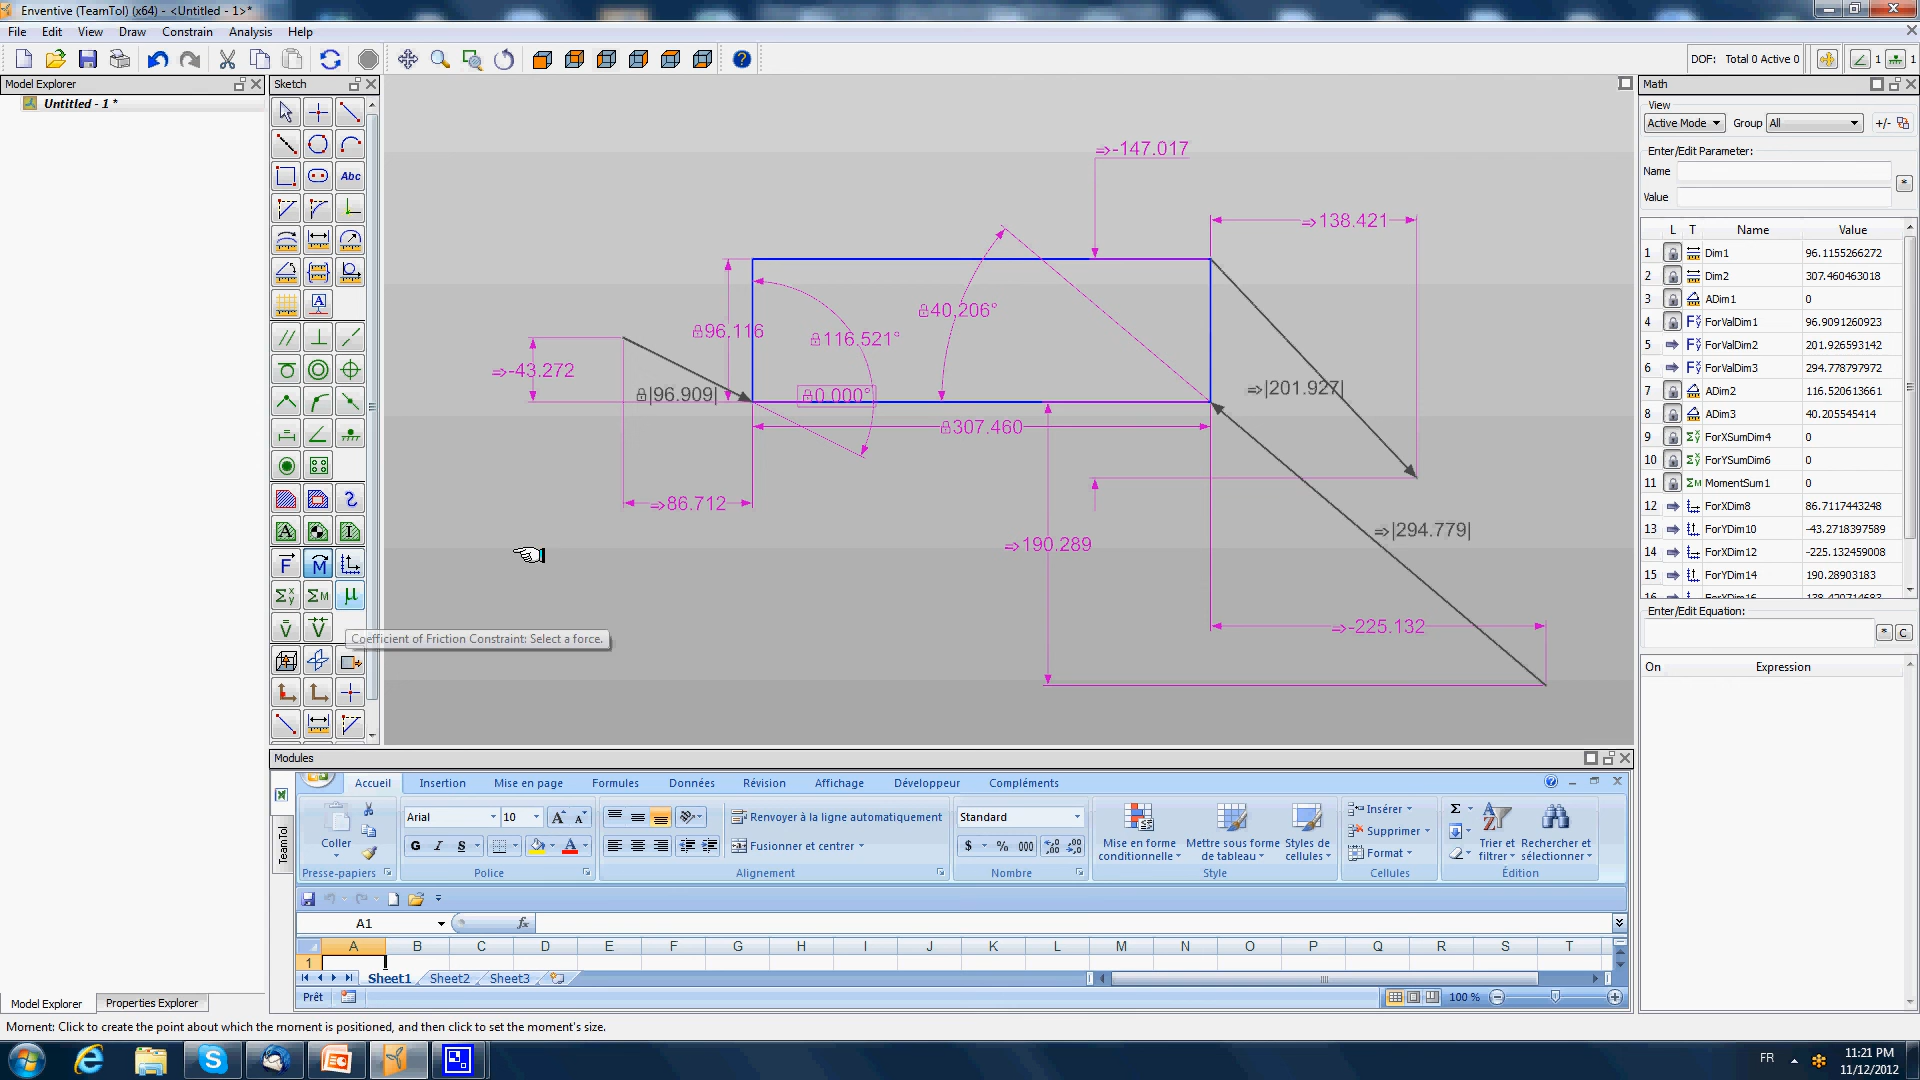 Enventive (TeamTol) (x64) - <Untitled - 1>*
File Edit View Draw Constrain Analysis Help
DOF: Total 0 Active 0 1 1
Model Explorer
Untitled - 1 *
Sketch
Abc
A
A I
F M
Σxy ΣM µ
V V
Coefficient of Friction Constraint: Select a force.
⇒-147.017
⇒138.421
40,206°
96.116
116.521°
⇒-43.272
|96.909|
0.000°
⇒|201.927|
307.460
⇒86.712
⇒190.289
⇒|294.779|
⇒-225.132
Math
View
Active Mode Group All +/-
Enter/Edit Parameter:
Name
*
Value
L T Name Value
1 Dim1 96.1155266272
2 Dim2 307.460463018
3 ADim1 0
4 ForValDim1 96.9091260923
5 ForValDim2 201.926593142
6 ForValDim3 294.778797972
7 ADim2 116.520613661
8 ADim3 40.205545414
9 ForXSumDim4 0
10 ForYSumDim6 0
11 MomentSum1 0
12 ForXDim8 86.7117443248
13 ForYDim10 -43.2718397589
14 ForXDim12 -225.132459008
15 ForYDim14 190.28903183
16 ForXDim16 138.420714683
Enter/Edit Equation:
* C
On Expression
Modules
TeamTol
Accueil Insertion Mise en page Formules Données Révision Affichage Développeur Compléments
Coller
Presse-papiers
Arial 10 A A
G I S A
Police
Renvoyer à la ligne automatiquement
Fusionner et centrer
Alignement
Standard
$ % 000
Nombre
Mise en forme conditionnelle
Mettre sous forme de tableau
Styles de cellules
Style
Insérer
Supprimer
Format
Cellules
Σ
Trier et filtrer
Rechercher et sélectionner
Édition
A1 fx
A B C D E F G H I J K L M N O P Q R S T
1
Sheet1 Sheet2 Sheet3
Prêt 100 %
Model Explorer Properties Explorer
Moment: Click to create the point about which the moment is positioned, and then click to set the moment's size.
FR
11:21 PM
11/12/2012